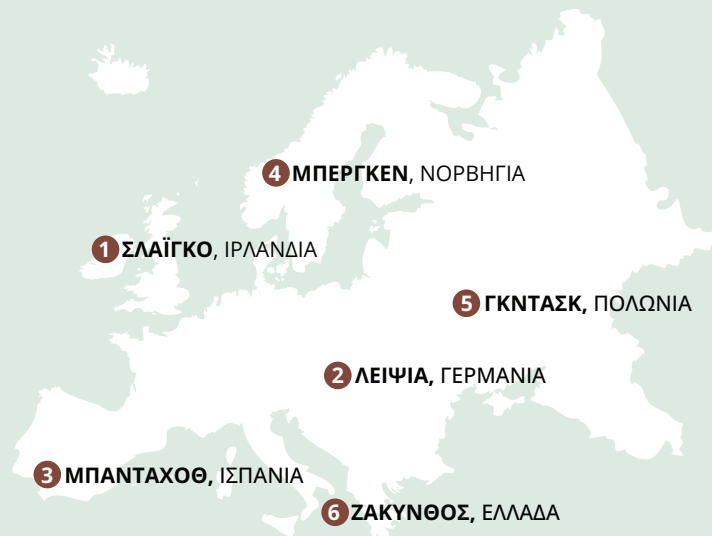 4 ΜΠΕΡΓΚΕΝ, ΝΟΡΒΗΓΙΑ
1 ΣΛΑΪΓΚΟ, ΙΡΛΑΝΔΙΑ
5 ΓΚΝΤΑΣΚ, ΠΟΛΩΝΙΑ
2 ΛΕΙΨΙΑ, ΓΕΡΜΑΝΙΑ
3 ΜΠΑΝΤΑΧΟΘ, ΙΣΠΑΝΙΑ
6 ΖΑΚΥΝΘΟΣ, ΕΛΛΑΔΑ